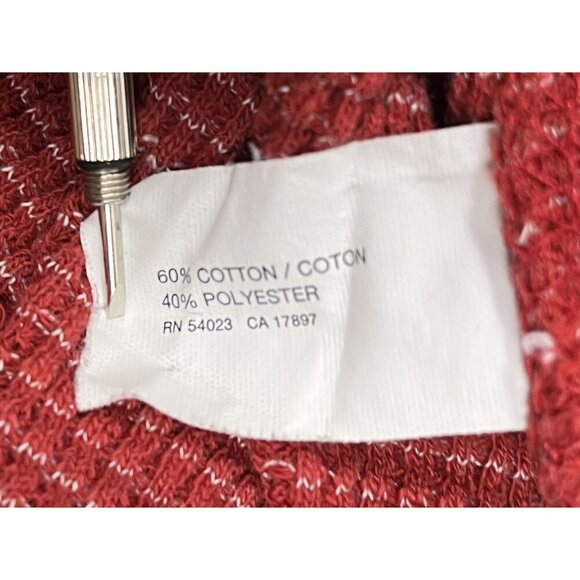 60% COTTON / COTON
40% POLYESTER
RN 54023 CA 17897